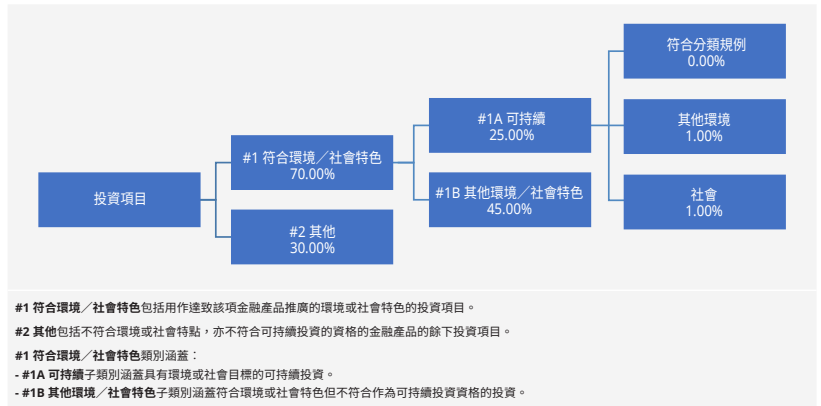 投資項目
#1 符合環境／社會特色
70.00%
#2 其他
30.00%
#1A 可持續
25.00%
#1B 其他環境／社會特色
45.00%
符合分類規例
0.00%
其他環境
1.00%
社會
1.00%
#1 符合環境／社會特色包括用作達致該項金融產品推廣的環境或社會特色的投資項目。
#2 其他包括不符合環境或社會特點，亦不符合可持續投資的資格的金融產品的餘下投資項目。
#1 符合環境／社會特色類別涵蓋：
- #1A 可持續子類別涵蓋具有環境或社會目標的可持續投資。
- #1B 其他環境／社會特色子類別涵蓋符合環境或社會特色但不符合作為可持續投資資格的投資。